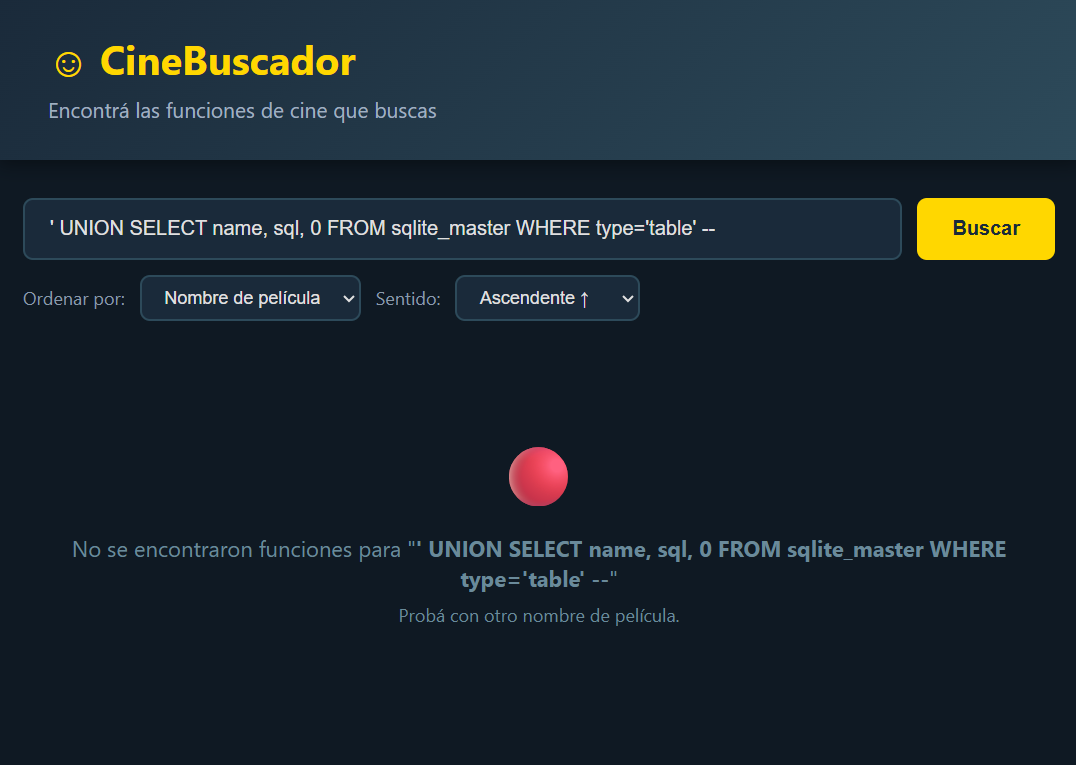 CineBuscador
Encontrá las funciones de cine que buscas
' UNION SELECT name, sql, 0 FROM sqlite_master WHERE type='table' --
Buscar
Ordenar por:
Nombre de película
Sentido:
Ascendente ↑
No se encontraron funciones para "' UNION SELECT name, sql, 0 FROM sqlite_master WHERE
type='table' --"
Probá con otro nombre de película.